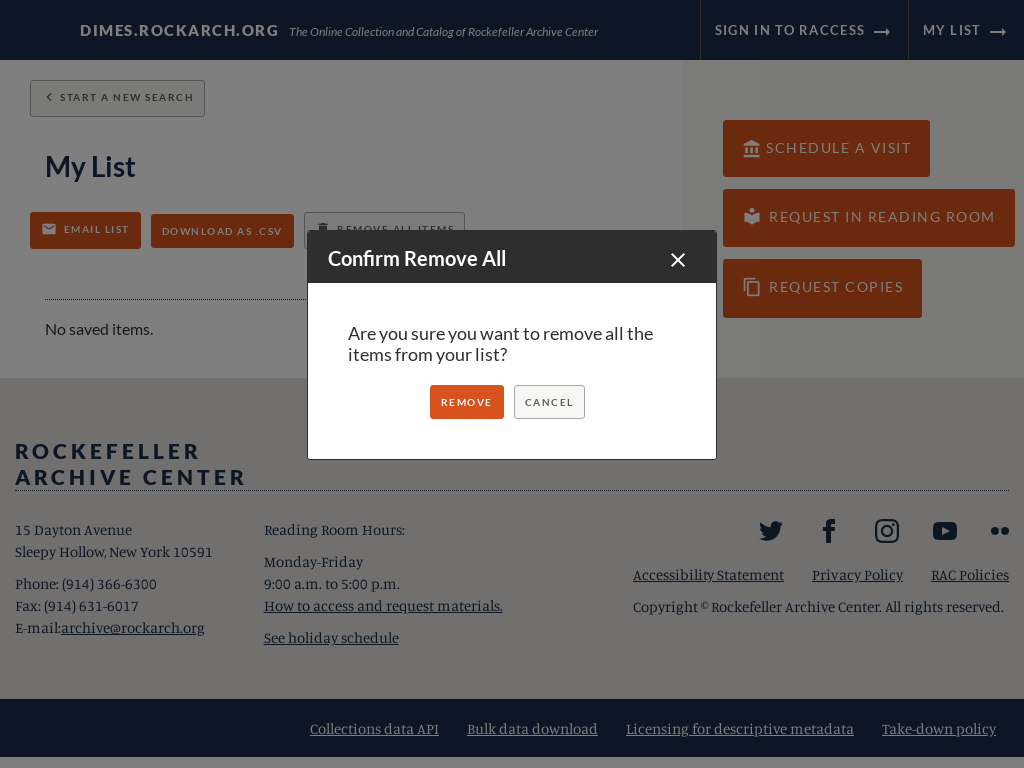 DIMES.ROCKARCH.ORG The Online Collection and Catalog of Rockefeller Archive Center
SIGN IN TO RACCESS
MY LIST
START A NEW SEARCH
My List
EMAIL LIST
DOWNLOAD AS .CSV
REMOVE ALL ITEMS
No saved items.
SCHEDULE A VISIT
REQUEST IN READING ROOM
REQUEST COPIES
Confirm Remove All
Are you sure you want to remove all the
items from your list?
REMOVE
CANCEL
ROCKEFELLER
ARCHIVE CENTER
15 Dayton Avenue
Sleepy Hollow, New York 10591
Phone: (914) 366-6300
Fax: (914) 631-6017
E-mail:archive@rockarch.org
Reading Room Hours:
Monday-Friday
9:00 a.m. to 5:00 p.m.
How to access and request materials.
See holiday schedule
Accessibility Statement
Privacy Policy
RAC Policies
Copyright © Rockefeller Archive Center. All rights reserved.
Collections data API
Bulk data download
Licensing for descriptive metadata
Take-down policy